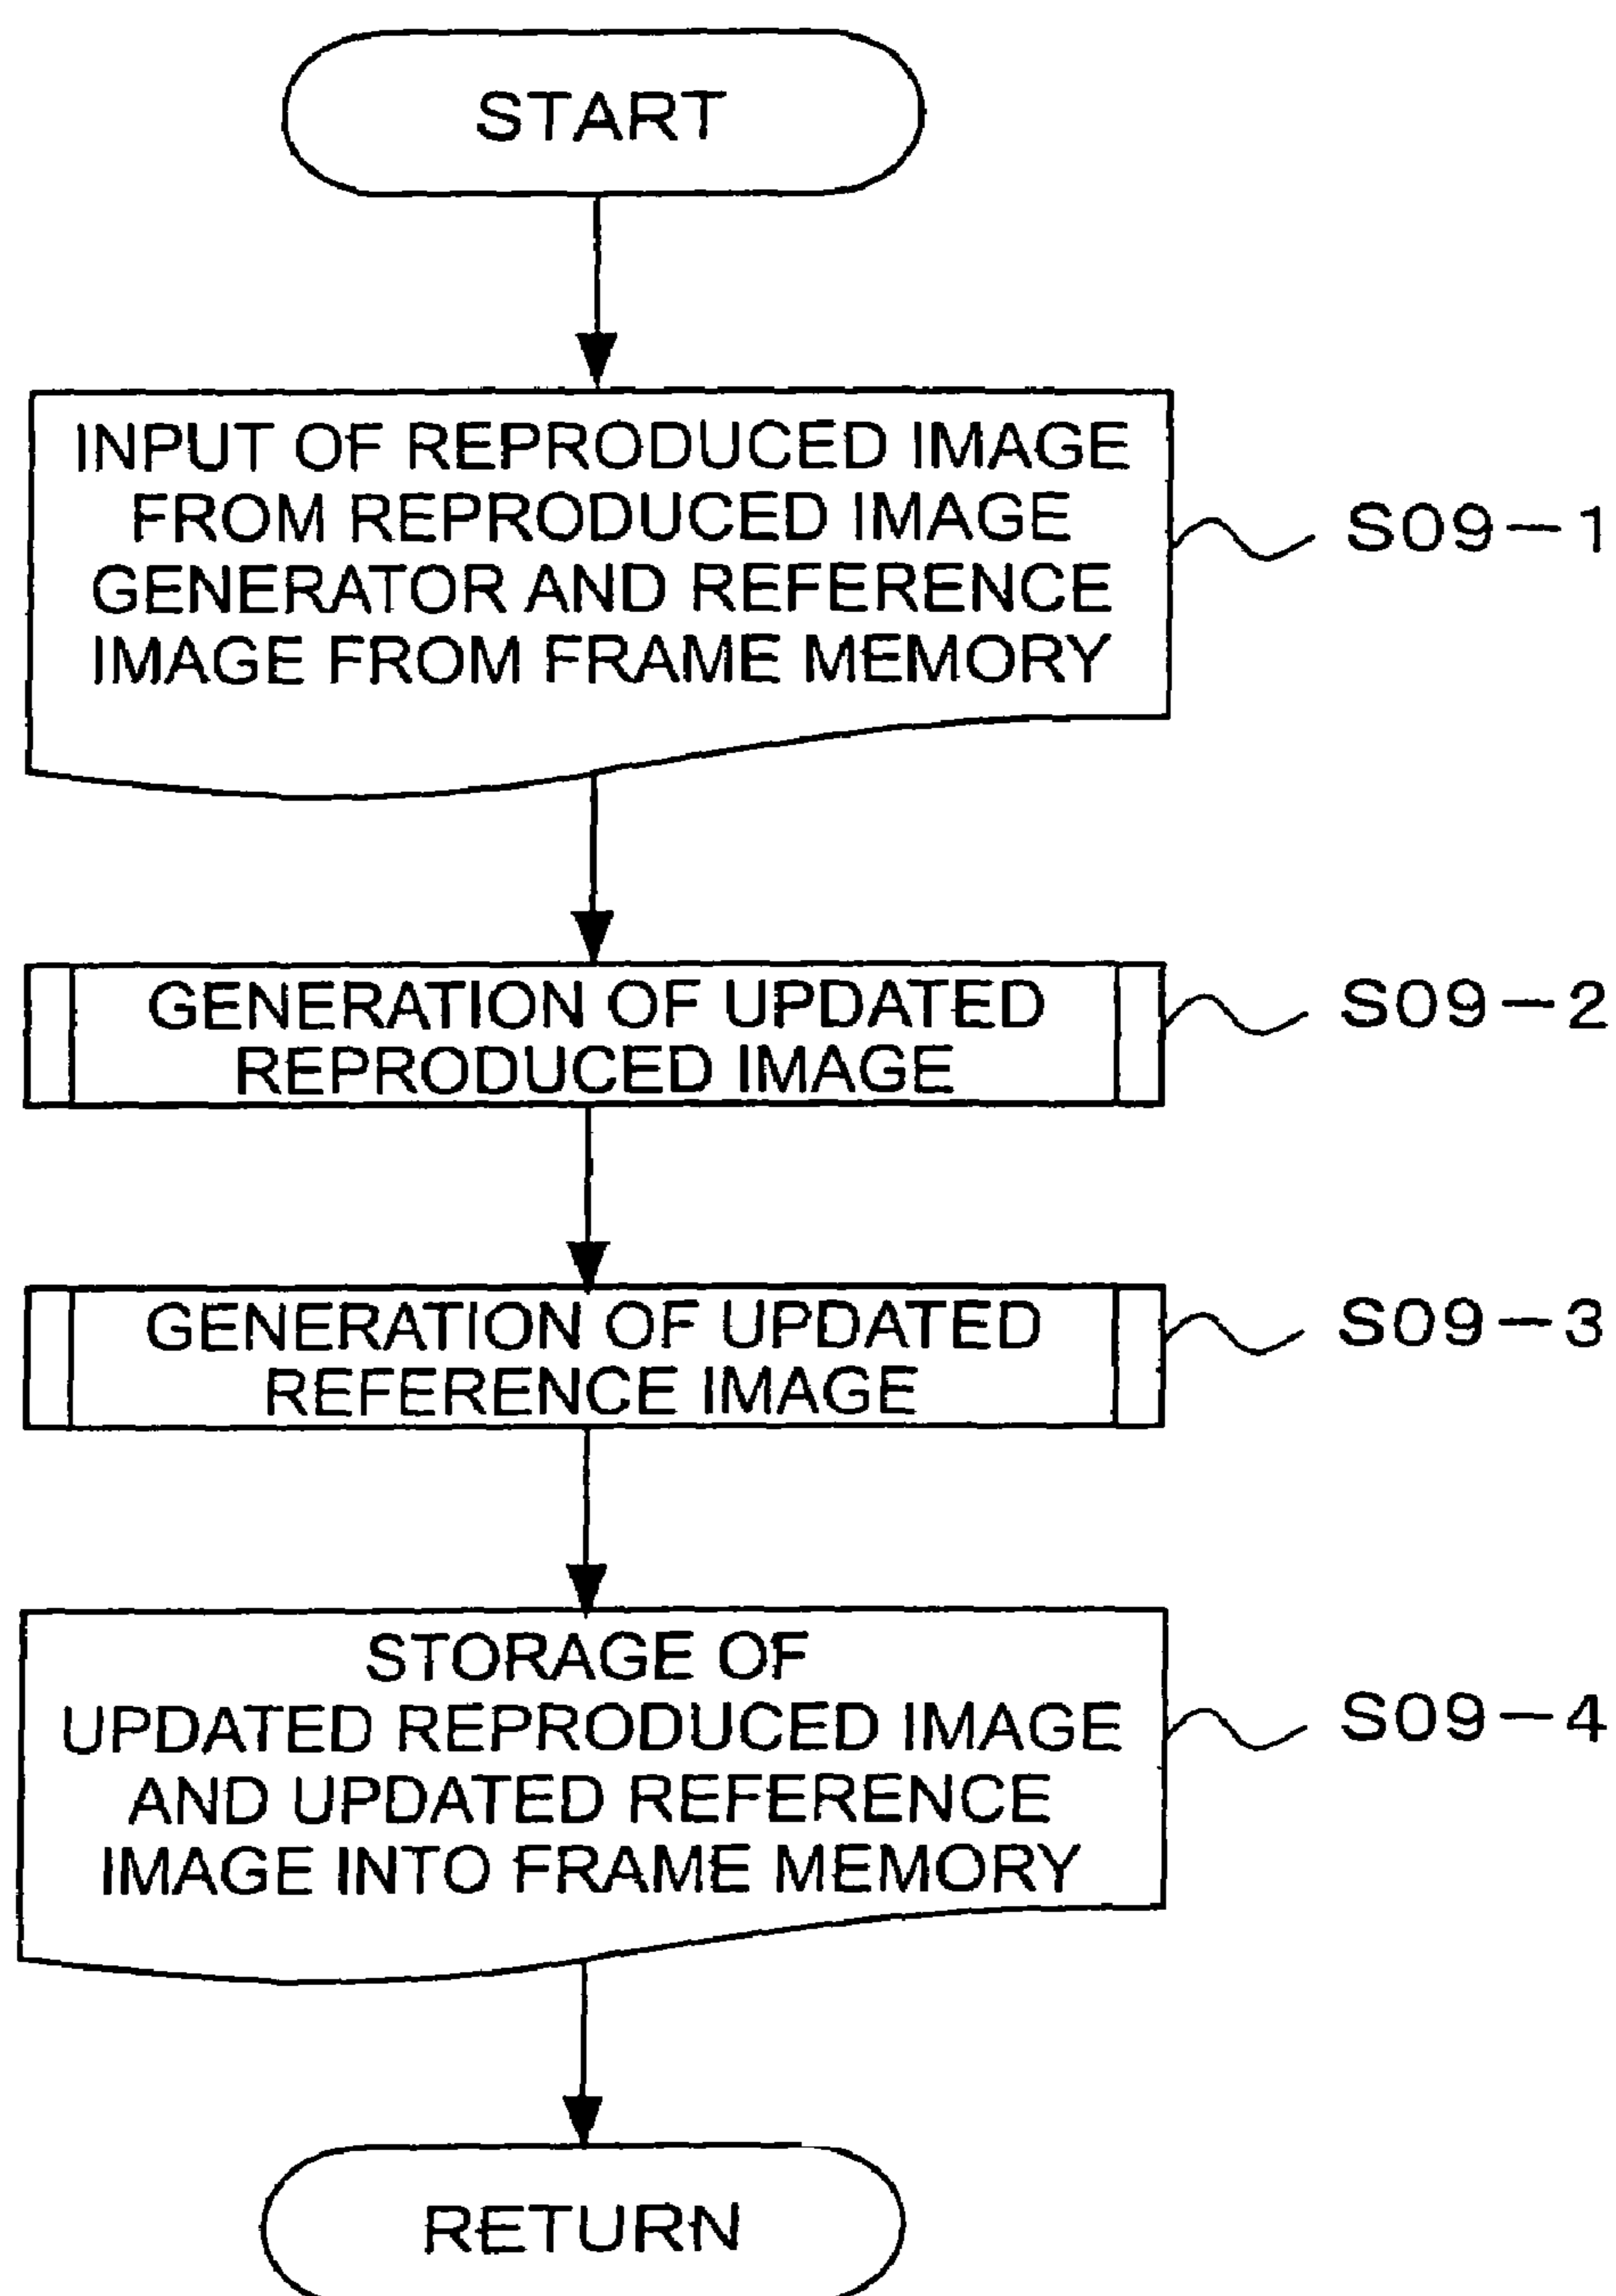 START
INPUT OF REPRODUCED IMAGE
FROM REPRODUCED IMAGE
GENERATOR AND REFERENCE
IMAGE FROM FRAME MEMORY
S09-1
GENERATION OF UPDATED
REPRODUCED IMAGE
S09-2
GENERATION OF UPDATED
REFERENCE IMAGE
S09-3
STORAGE OF
UPDATED REPRODUCED IMAGE
AND UPDATED REFERENCE
IMAGE INTO FRAME MEMORY
S09-4
RETURN